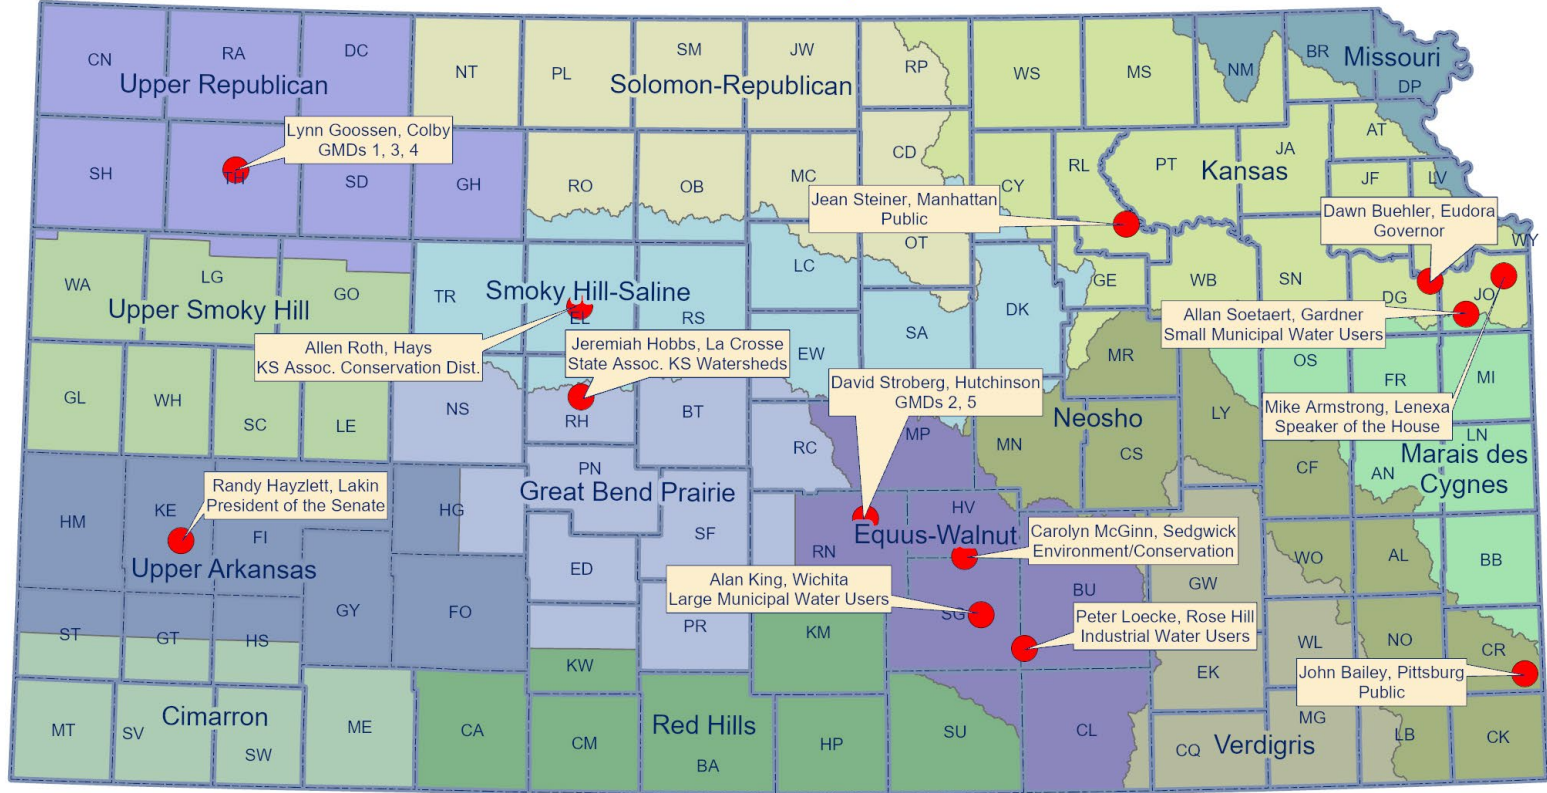 CN
RA
DC
NT
PL
SM
JW
RP
WS
MS
NM
BR
Missouri
DP
Upper Republican
Solomon-Republican
Lynn Goossen, Colby
GMDs 1, 3, 4
SH
TH
SD
GH
RO
OB
MC
CD
CY
RL
PT
JA
Kansas
AT
JF
LV
Jean Steiner, Manhattan
Public
Dawn Buehler, Eudora
Governor
WY
WA
LG
GO
Upper Smoky Hill
TR
Smoky Hill-Saline
EL
RS
LC
OT
SA
DK
GE
WB
SN
DG
JO
Allan Soetaert, Gardner
Small Municipal Water Users
Allen Roth, Hays
KS Assoc. Conservation Dist.
Jeremiah Hobbs, La Crosse
State Assoc. KS Watersheds
EW
MR
OS
FR
MI
David Stroberg, Hutchinson
GMDs 2, 5
Mike Armstrong, Lenexa
Speaker of the House
GL
WH
SC
LE
NS
RH
BT
RC
MP
MN
Neosho
CS
LY
CF
AN
LN
Marais des
Cygnes
Randy Hayzlett, Lakin
President of the Senate
HM
KE
FI
Upper Arkansas
HG
PN
Great Bend Prairie
SF
ED
RN
HV
Equus-Walnut
Carolyn McGinn, Sedgwick
Environment/Conservation
WO
AL
BB
Alan King, Wichita
Large Municipal Water Users
SG
BU
GW
Peter Loecke, Rose Hill
Industrial Water Users
ST
GT
HS
GY
FO
PR
KM
KW
EK
WL
NO
CR
John Bailey, Pittsburg
Public
MT
SV
Cimarron
SW
ME
CA
CM
Red Hills
BA
HP
SU
CL
CQ
Verdigris
MG
LB
CK